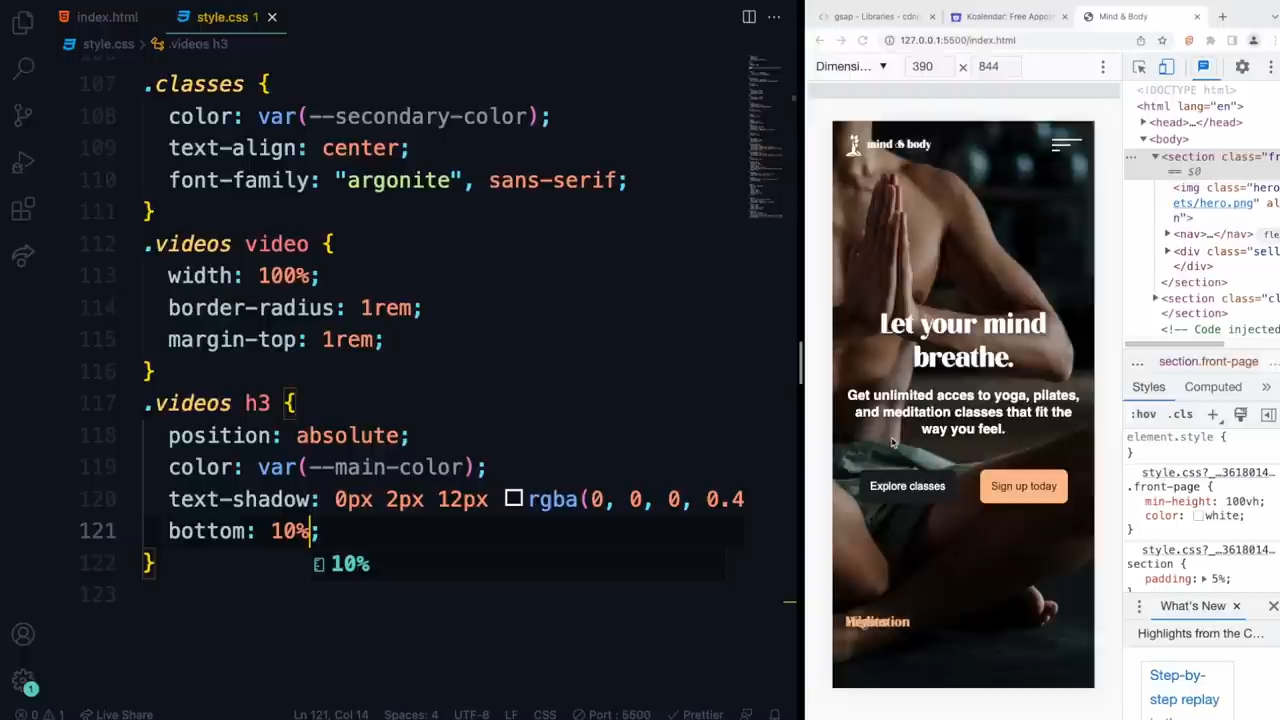 index.html
style.css 1
style.css
.videos h3
107 .classes {
108 color: var(--secondary-color);
109 text-align: center;
110 font-family: "argonite", sans-serif;
111 }
112 .videos video {
113 width: 100%;
114 border-radius: 1rem;
115 margin-top: 1rem;
116 }
117 .videos h3 {
118 position: absolute;
119 color: var(--main-color);
120 text-shadow: 0px 2px 12px rgba(0, 0, 0, 0.4
121 bottom: 10%;
10%
122 }
123
1
0 1 Live Share Ln 121, Col 14 Spaces: 4 UTF-8 LF CSS Port : 5500 Prettier
gsap - Libraries - cdn
Koalendar: Free Appoi
Mind & Body
127.0.0.1:5500/index.html
Dimensi... 390 x 844
mind & body
Let your mind
breathe.
Get unlimited acces to yoga, pilates,
and meditation classes that fit the
way you feel.
Explore classes
Sign up today
<!DOCTYPE html>
<html lang="en">
<head>…</head>
<body>
<section class="fr
== $0
<img class="hero
ets/hero.png"
n">
<nav>…</nav> fle
<div class="sell
</div>
</section>
<section class="cl
</section>
<!-- Code injected
... section.front-page
Styles Computed »
:hov .cls
element.style {
}
style.css?_…3618014
.front-page {
min-height: 100vh;
color: white;
}
style.css?_…3618014
section {
padding: 5%;
What's New
Highlights from the C…
Step-by-
step replay